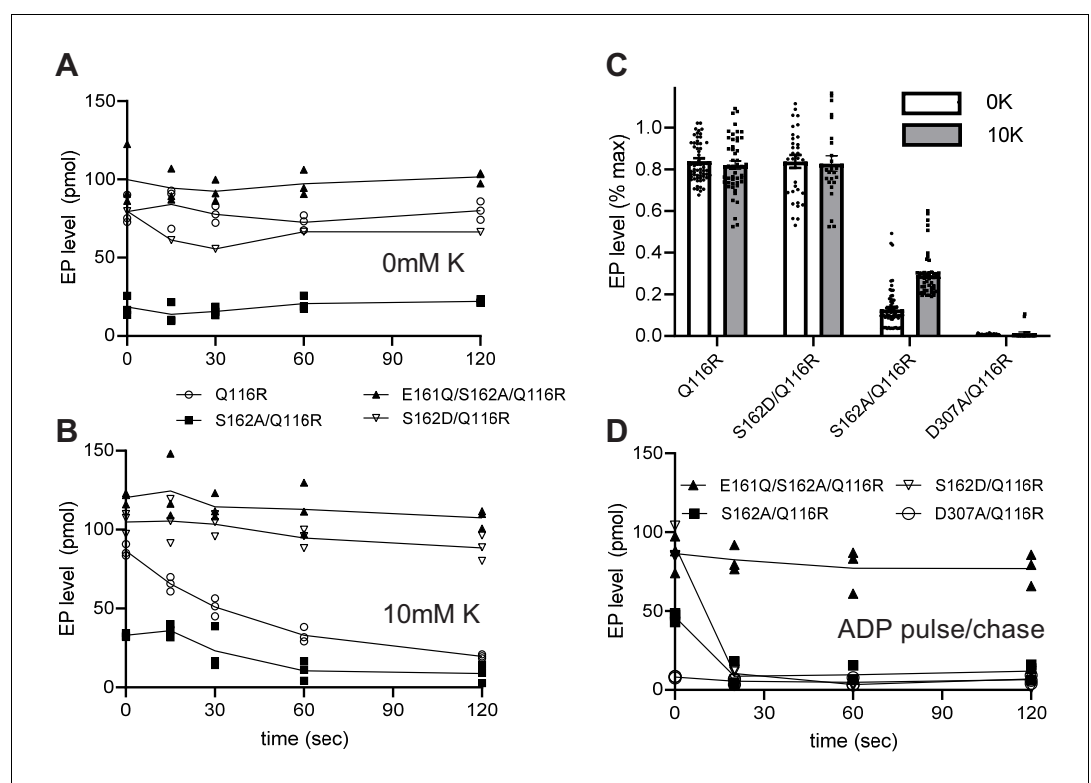 A
150
100
50
0
EP level (pmol)
0mM K
0 30 60 90 120
Q116R
E161Q/S162A/Q116R
S162A/Q116R
S162D/Q116R
B
150
100
50
0
EP level (pmol)
10mM K
0 30 60 90 120
time (sec)
C
1.0
0.8
0.6
0.4
0.2
0.0
EP level (% max)
0K
10K
Q116R
S162D/Q116R
S162A/Q116R
D307A/Q116R
D
150
100
50
0
EP level (pmol)
E161Q/S162A/Q116R
S162D/Q116R
S162A/Q116R
D307A/Q116R
ADP pulse/chase
0 30 60 90 120
time (sec)